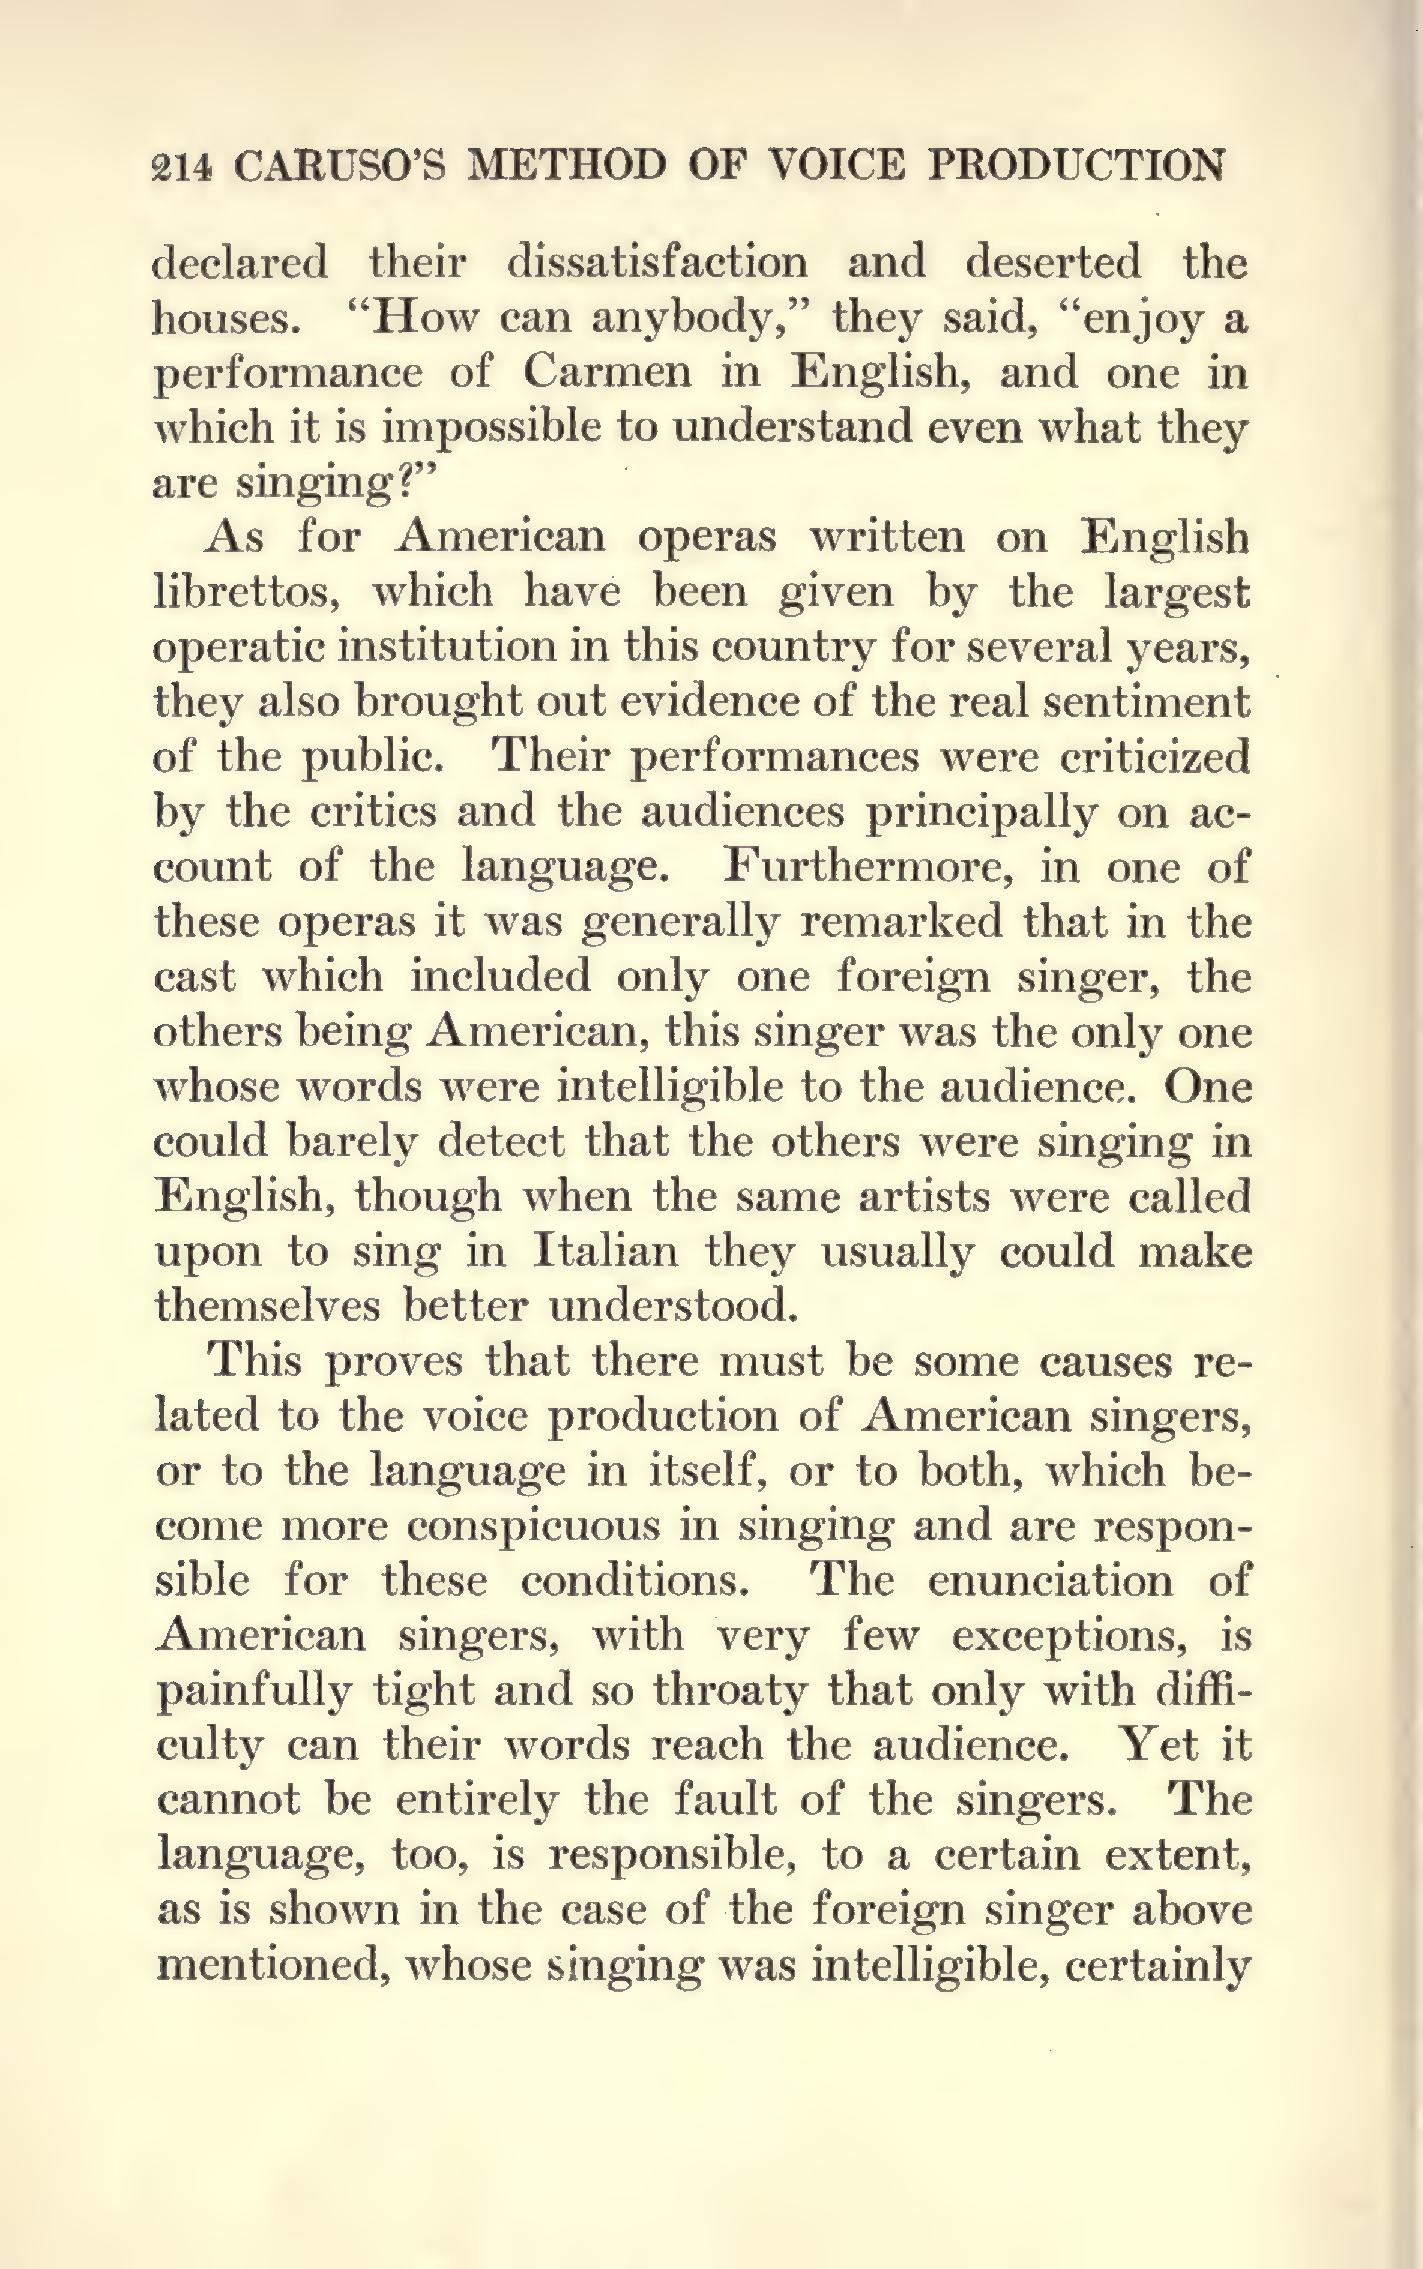 214 CARUSO'S METHOD OF VOICE PRODUCTION
declared their dissatisfaction and deserted the
houses. “How can anybody,” they said, “enjoy a
performance of Carmen in English, and one in
which it is impossible to understand even what they
are singing?”
As for American operas written on English
librettos, which have been given by the largest
operatic institution in this country for several years,
they also brought out evidence of the real sentiment
of the public. Their performances were criticized
by the critics and the audiences principally on ac-
count of the language. Furthermore, in one of
these operas it was generally remarked that in the
cast which included only one foreign singer, the
others being American, this singer was the only one
whose words were intelligible to the audience. One
could barely detect that the others were singing in
English, though when the same artists were called
upon to sing in Italian they usually could make
themselves better understood.
This proves that there must be some causes re-
lated to the voice production of American singers,
or to the language in itself, or to both, which be-
come more conspicuous in singing and are respon-
sible for these conditions. The enunciation of
American singers, with very few exceptions, is
painfully tight and so throaty that only with diffi-
culty can their words reach the audience. Yet it
cannot be entirely the fault of the singers. The
language, too, is responsible, to a certain extent,
as is shown in the case of the foreign singer above
mentioned, whose singing was intelligible, certainly